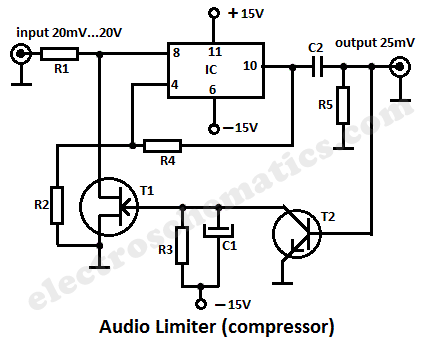 + 15V
input 20mV...20V
C2
output 25mV
R1
8
11
10
IC
4
6
R5
− 15V
R4
R2
T1
T2
R3
C1
− 15V
electroschematics.com
Audio Limiter (compressor)